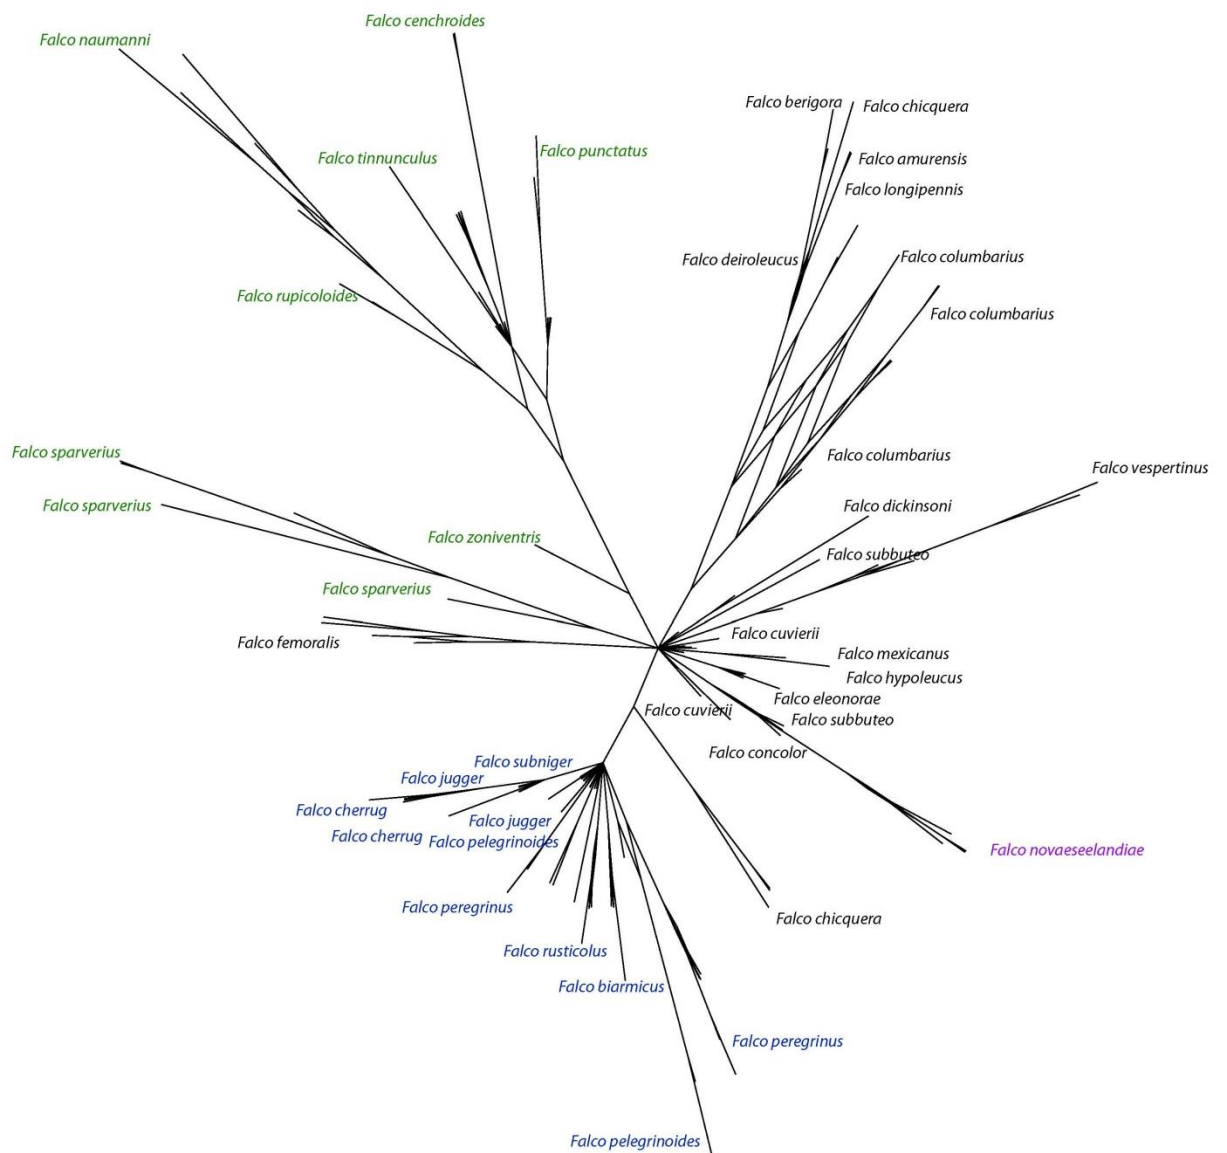 Falco cenchroides
Falco naumanni
Falco berigora
Falco chicquera
Falco tinnunculus
Falco punctatus
Falco amurensis
Falco longipennis
Falco deiroleucus
Falco columbarius
Falco rupicoloides
Falco columbarius
Falco sparverius
Falco columbarius
Falco vespertinus
Falco sparverius
Falco dickinsoni
Falco zoniventris
Falco subbuteo
Falco sparverius
Falco cuvierii
Falco femoralis
Falco mexicanus
Falco hypoleucus
Falco eleonorae
Falco cuvierii
Falco subbuteo
Falco concolor
Falco subniger
Falco jugger
Falco cherrug
Falco jugger
Falco cherrug
Falco pelegrinoides
Falco novaeseelandiae
Falco peregrinus
Falco chicquera
Falco rusticolus
Falco biarmicus
Falco peregrinus
Falco pelegrinoides